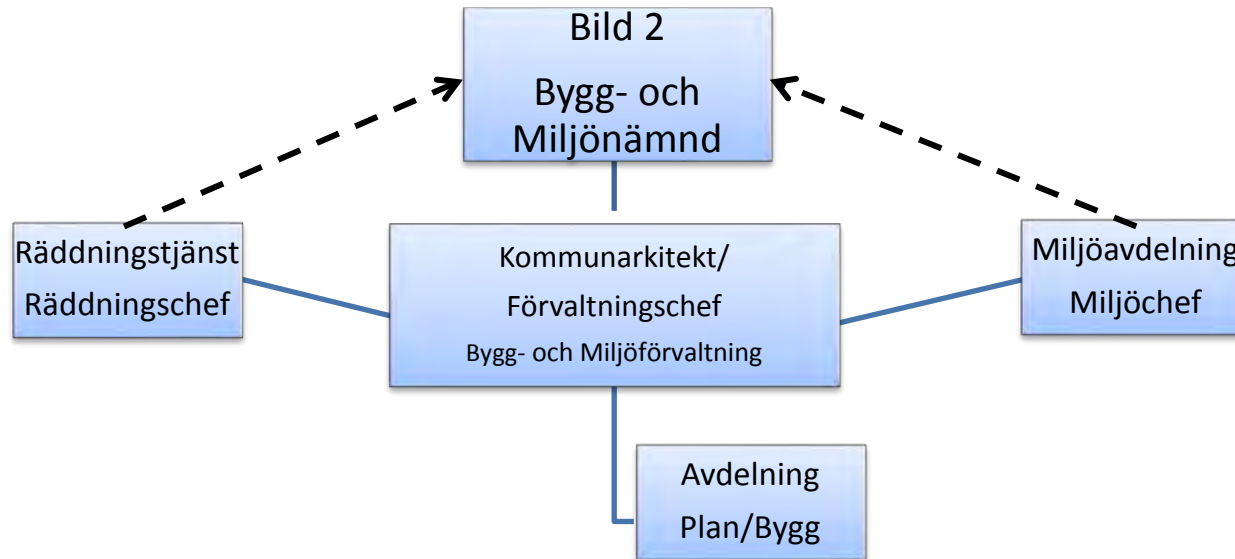 Bild 2
Bygg- och
Miljönämnd
Räddningstjänst
Räddningschef
Kommunarkitekt/
Förvaltningschef
Bygg- och Miljöförvaltning
Miljöavdelning
Miljöchef
Avdelning
Plan/Bygg